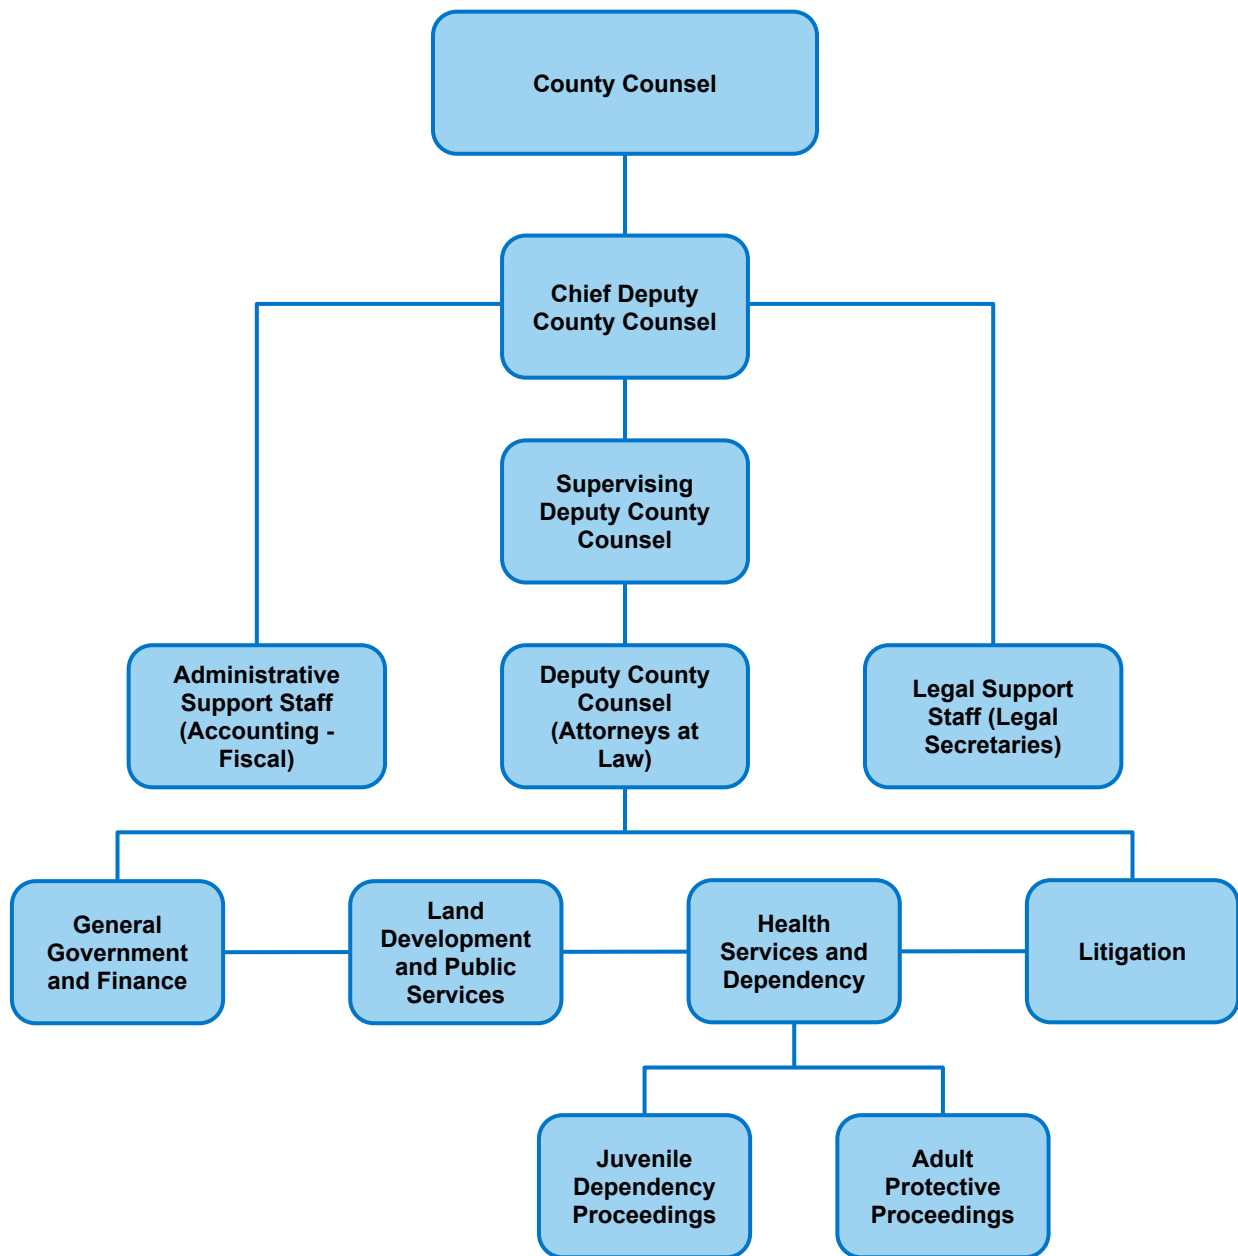 County Counsel
Chief Deputy
County Counsel
Supervising
Deputy County
Counsel
Administrative
Support Staff
(Accounting -
Fiscal)
Deputy County
Counsel
(Attorneys at
Law)
Legal Support
Staff (Legal
Secretaries)
General
Government
and Finance
Land
Development
and Public
Services
Health
Services and
Dependency
Litigation
Juvenile
Dependency
Proceedings
Adult
Protective
Proceedings